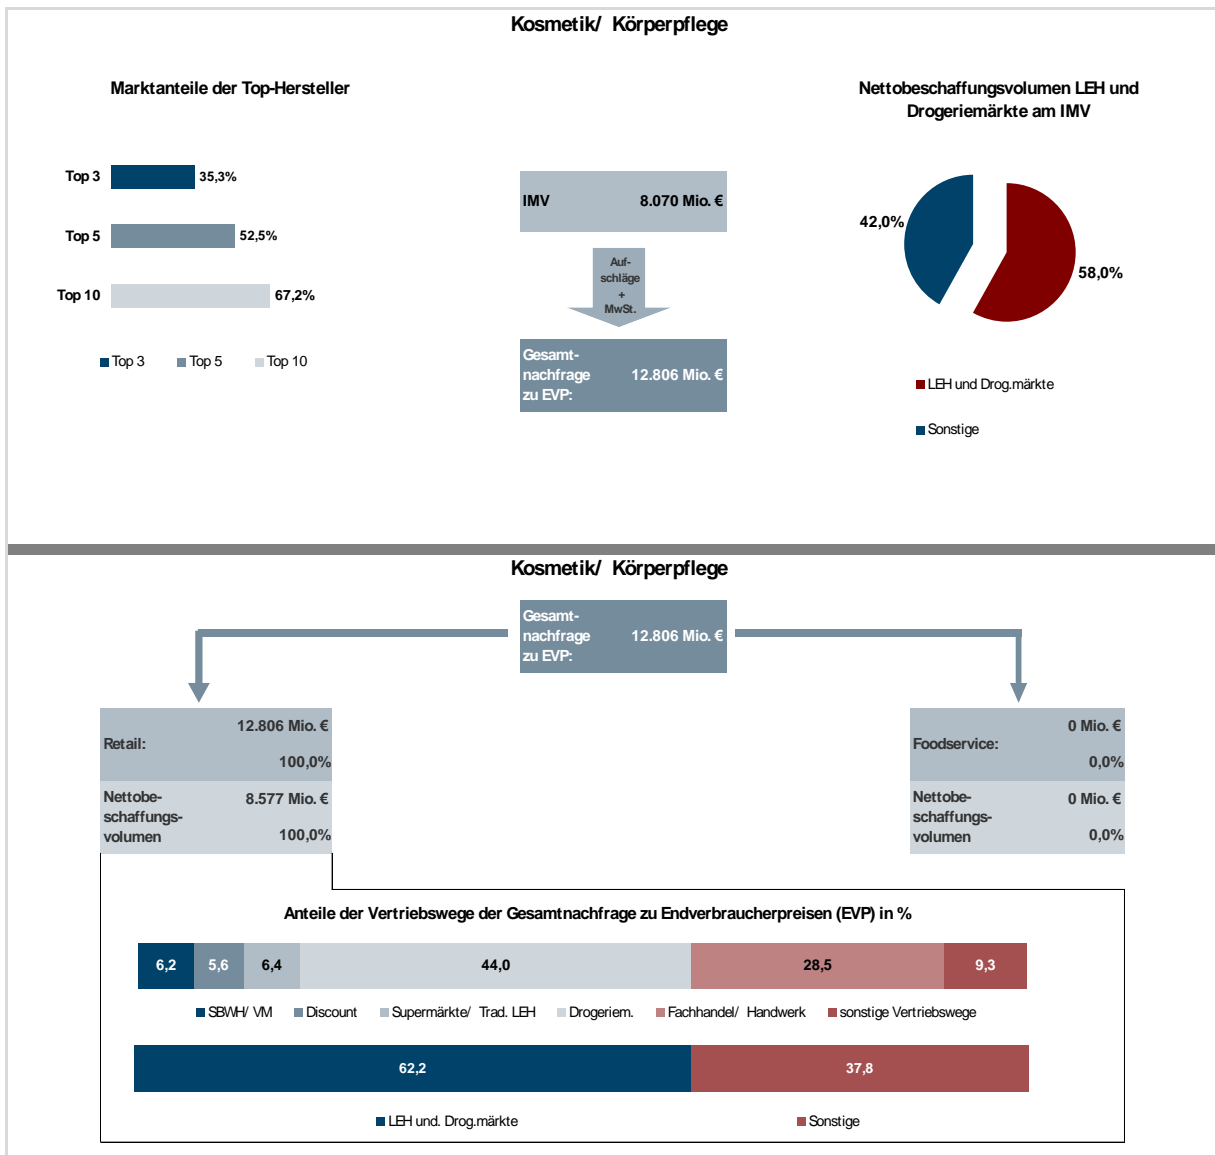 Kosmetik/ Körperpflege
Marktanteile der Top-Hersteller
Top 3
35,3%
Top 5
52,5%
Top 10
67,2%
Top 3
Top 5
Top 10
IMV
8.070 Mio. €
Auf-
schläge
+
MwSt.
Gesamt-
nachfrage
zu EVP:
12.806 Mio. €
Nettobeschaffungsvolumen LEH und
Drogeriemärkte am IMV
42,0%
58,0%
LEH und Drog.märkte
Sonstige
Kosmetik/ Körperpflege
Gesamt-
nachfrage
zu EVP:
12.806 Mio. €
Retail:
12.806 Mio. €
100,0%
Nettobe-
schaffungs-
volumen
8.577 Mio. €
100,0%
Foodservice:
0 Mio. €
0,0%
Nettobe-
schaffungs-
volumen
0 Mio. €
0,0%
Anteile der Vertriebswege der Gesamtnachfrage zu Endverbraucherpreisen (EVP) in %
6,2 5,6 6,4 44,0 28,5 9,3
SBWH/ VM Discount Supermärkte/ Trad. LEH Drogeriem. Fachhandel/ Handwerk sonstige Vertriebswege
62,2 37,8
LEH und. Drog.märkte Sonstige